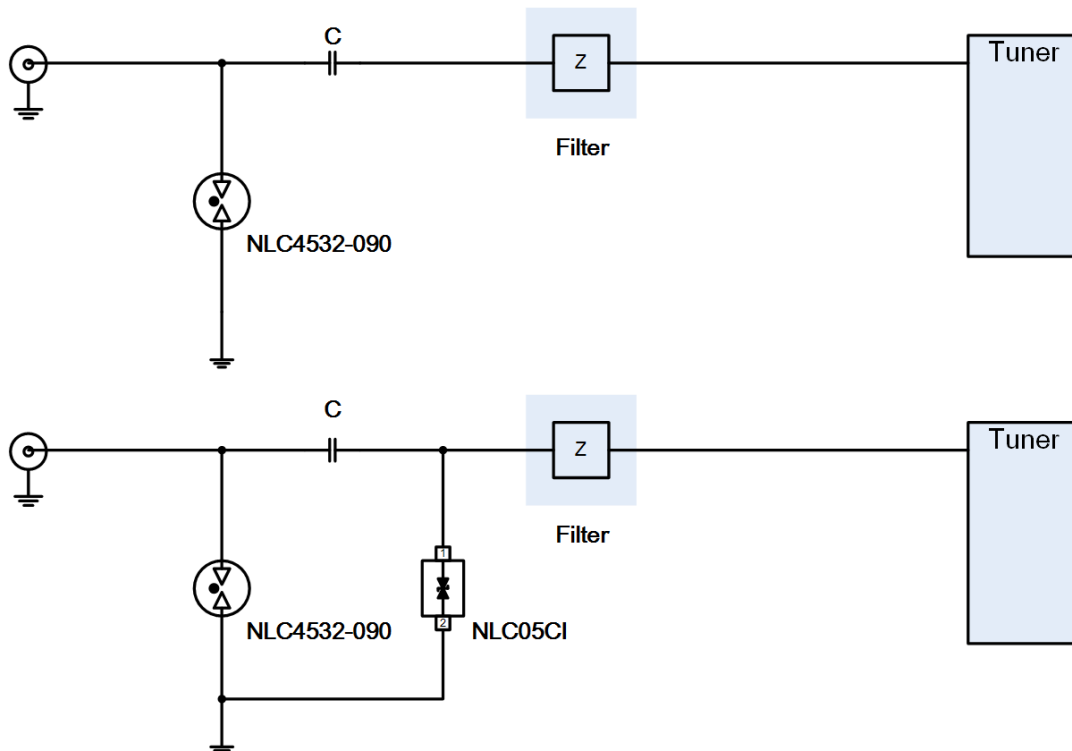 C
Z
Tuner
Filter
NLC4532-090
C
Z
Tuner
Filter
1
2
NLC4532-090
NLC05CI